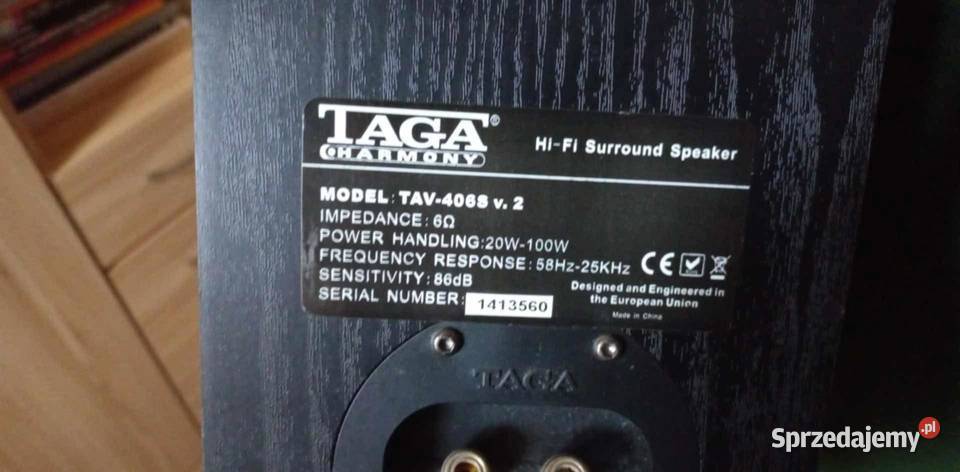 TAGA®
HARMONY
Hi-Fi Surround Speaker
MODEL: TAV-406S v. 2
IMPEDANCE: 6Ω
POWER HANDLING:20W-100W
FREQUENCY RESPONSE: 58Hz-25KHz
SENSITIVITY: 86dB
SERIAL NUMBER: 1413560
CE
Designed and Engineered in
the European Union
Made in China
TAGA
Sprzedajemy.pl